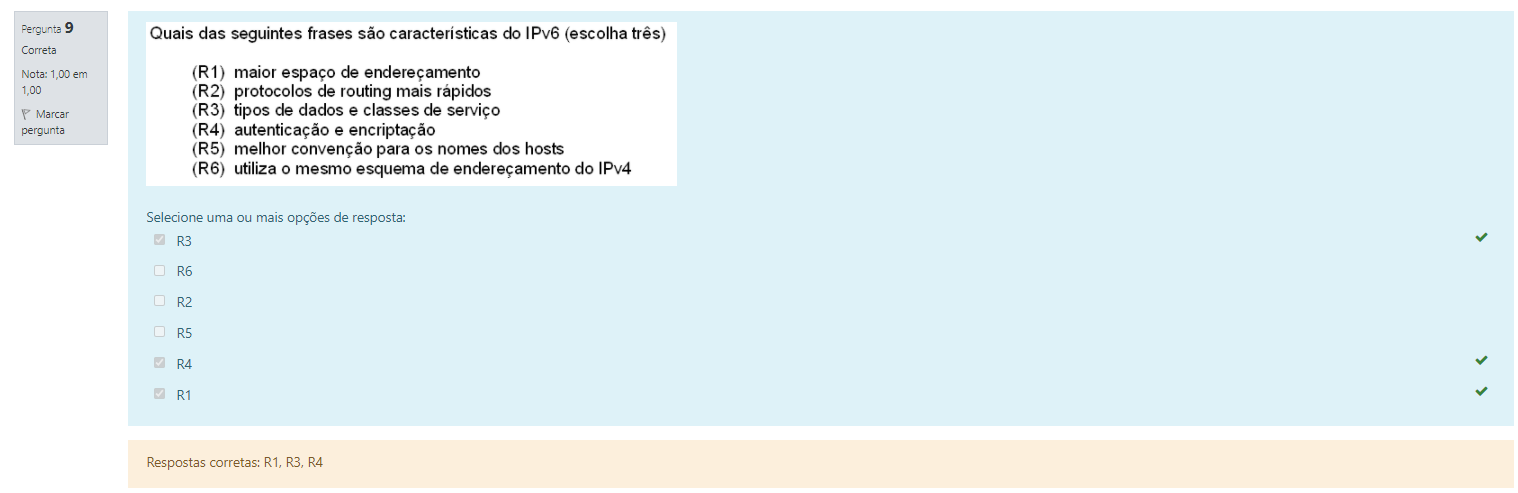 Pergunta 9
Correta
Nota: 1,00 em
1,00
Marcar
pergunta
Quais das seguintes frases são características do IPv6 (escolha três)
(R1) maior espaço de endereçamento
(R2) protocolos de routing mais rápidos
(R3) tipos de dados e classes de serviço
(R4) autenticação e encriptação
(R5) melhor convenção para os nomes dos hosts
(R6) utiliza o mesmo esquema de endereçamento do IPv4
Selecione uma ou mais opções de resposta:
R3
R6
R2
R5
R4
R1
Respostas corretas: R1, R3, R4